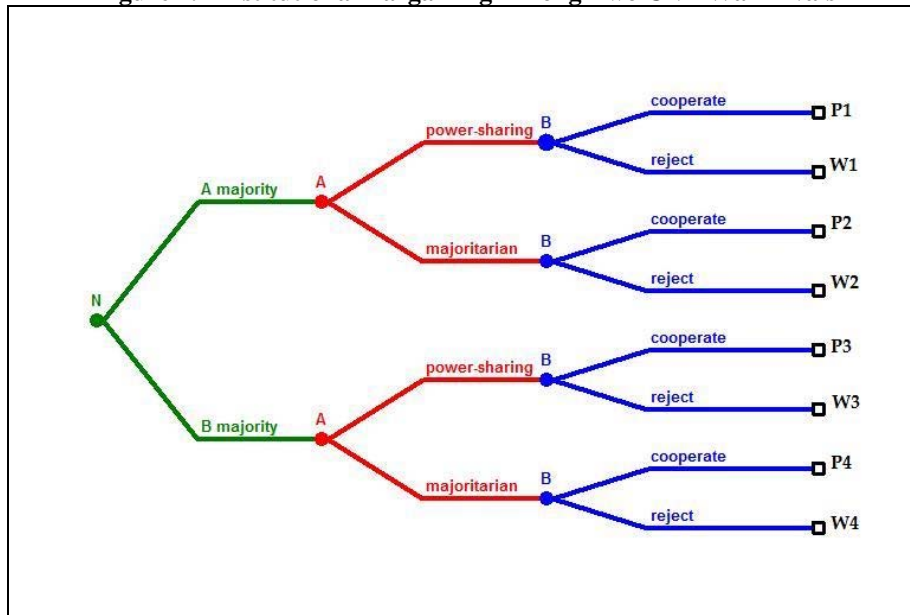 cooperate
P1
B
power-sharing
reject
W1
A
A majority
cooperate
P2
B
majoritarian
reject
W2
N
cooperate
P3
B
power-sharing
reject
W3
A
B majority
cooperate
P4
B
majoritarian
reject
W4